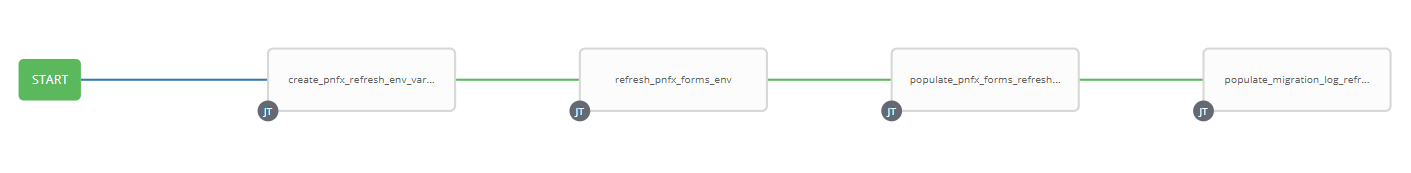 START
create_pnfx_refresh_env_var...
refresh_pnfx_forms_env
populate_pnfx_forms_refresh...
populate_migration_log_refr...
JT
JT
JT
JT